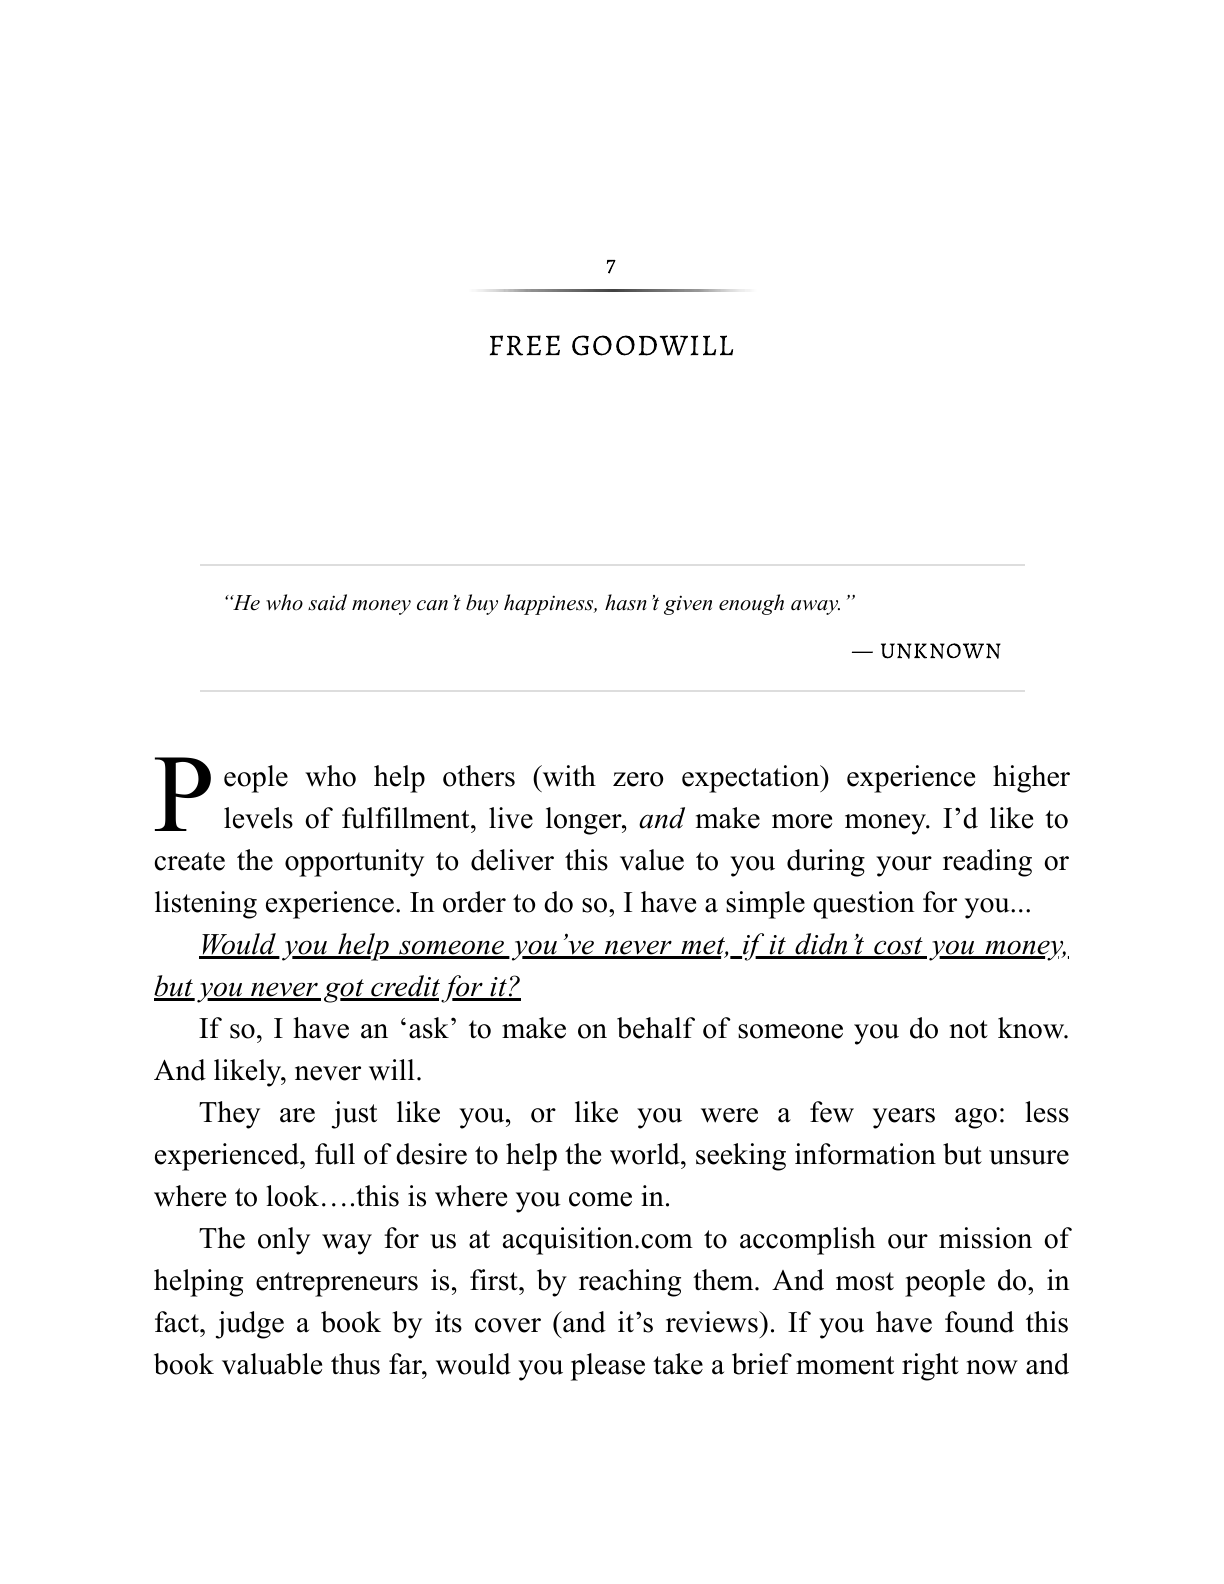 7
FREE GOODWILL
“He who said money can’t buy happiness, hasn’t given enough away.”
— UNKNOWN
People who help others (with zero expectation) experience higher
levels of fulfillment, live longer, and make more money. I’d like to
create the opportunity to deliver this value to you during your reading or
listening experience. In order to do so, I have a simple question for you...
Would you help someone you’ve never met, if it didn’t cost you money,
but you never got credit for it?
If so, I have an ‘ask’ to make on behalf of someone you do not know.
And likely, never will.
They are just like you, or like you were a few years ago: less
experienced, full of desire to help the world, seeking information but unsure
where to look….this is where you come in.
The only way for us at acquisition.com to accomplish our mission of
helping entrepreneurs is, first, by reaching them. And most people do, in
fact, judge a book by its cover (and it’s reviews). If you have found this
book valuable thus far, would you please take a brief moment right now and